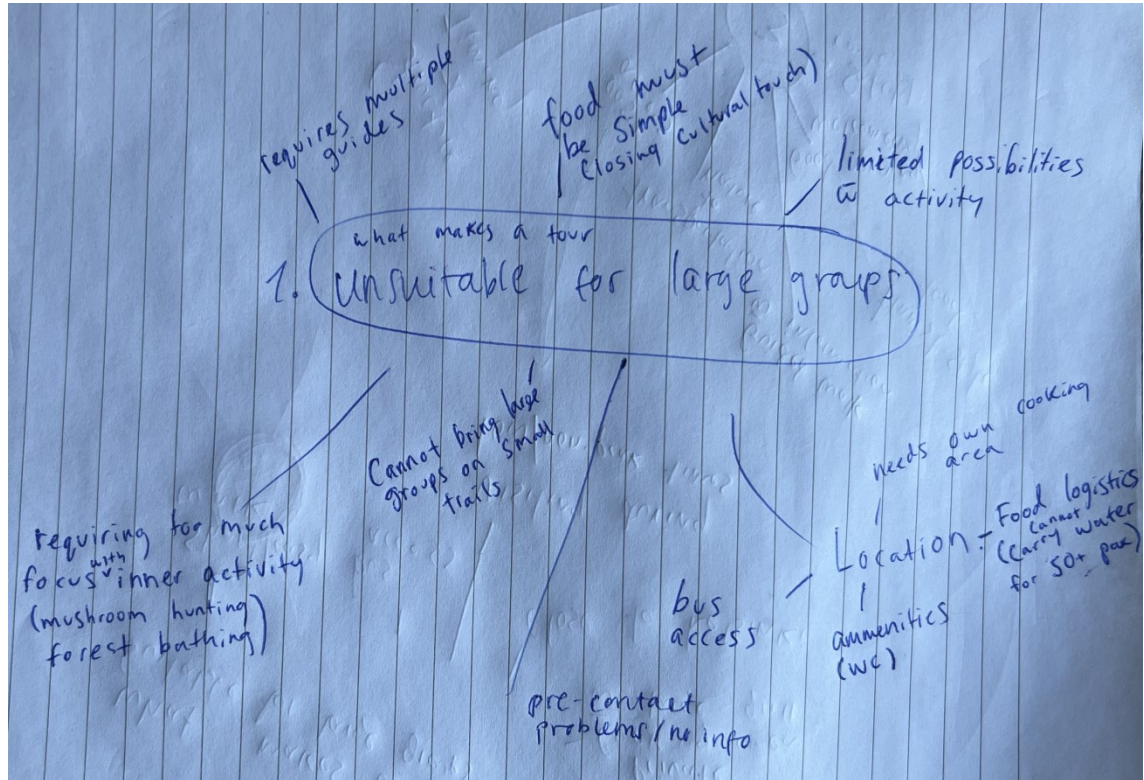 requires multiple
guides
food must
be simple
(losing cultural touch)
limited possibilities
w activity
what makes a tour
1. unsuitable for large groups
Cannot bring large
groups on small
trails
requiring too much
focus with inner activity
(mushroom hunting
forest bathing)
pre-contact
problems/no info
needs own cooking
area
Location - Food logistics
(cannot carry water
for 50+ pax)
bus
access
ammenities
(WC)